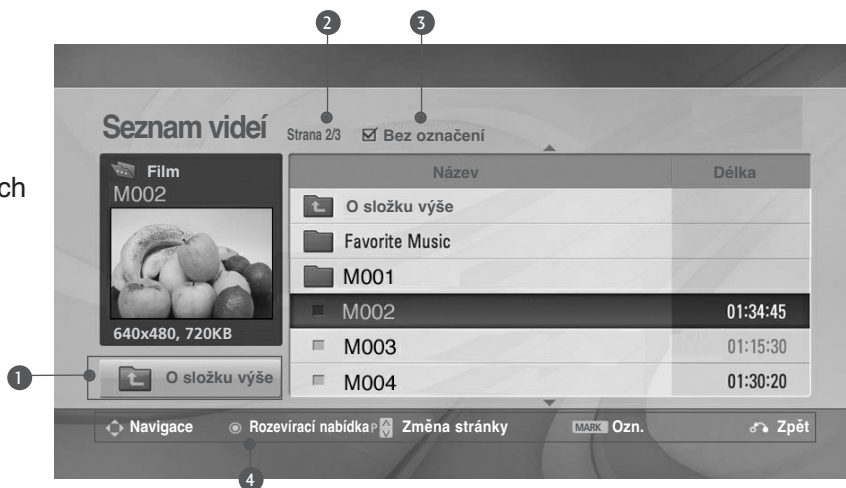 2 3
Seznam videí Strana 2/3 Bez označení
ch
Film
M002
640x480, 720KB
1 O složku výše
Název Délka
O složku výše
Favorite Music
M001
M002 01:34:45
M003 01:15:30
M004 01:30:20
Navigace Rozevírací nabídka P Změna stránky MARK Ozn. Zpět
4